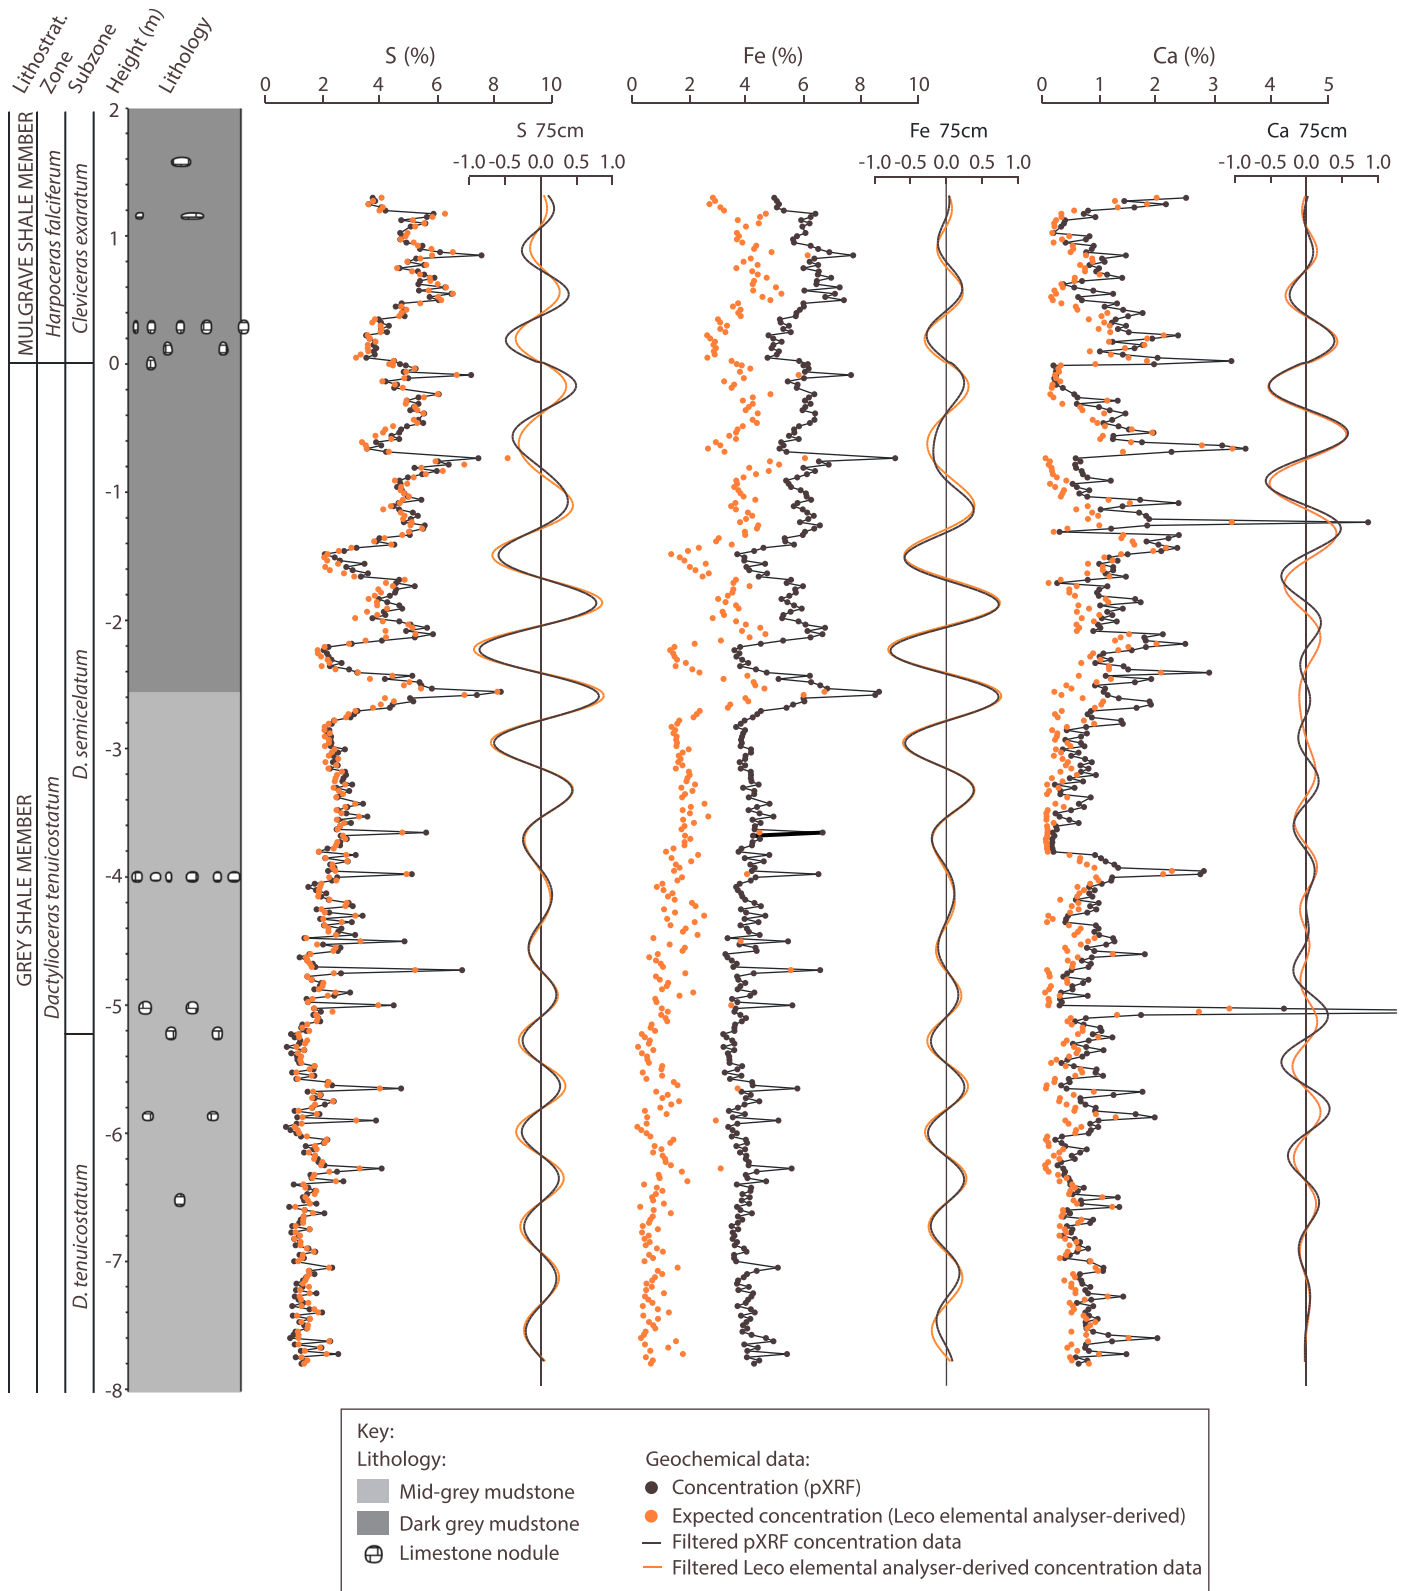 Lithostrat.
Zone
Subzone
Height (m)
Lithology
S (%)
Fe (%)
Ca (%)
0 2 4 6 8 10
0 2 4 6 8 10
0 1 2 3 4 5
S 75cm
Fe 75cm
Ca 75cm
-1.0 -0.5 0.0 0.5 1.0
-1.0 -0.5 0.0 0.5 1.0
-1.0 -0.5 0.0 0.5 1.0
MULGRAVE SHALE MEMBER
Harpoceras falciferum
Cleviceras exaratum
GREY SHALE MEMBER
Dactylioceras tenuicostatum
D. semicelatum
D. tenuicostatum
2
1
0
-1
-2
-3
-4
-5
-6
-7
-8
Key:
Lithology:
Mid-grey mudstone
Dark grey mudstone
Limestone nodule
Geochemical data:
Concentration (pXRF)
Expected concentration (Leco elemental analyser-derived)
Filtered pXRF concentration data
Filtered Leco elemental analyser-derived concentration data